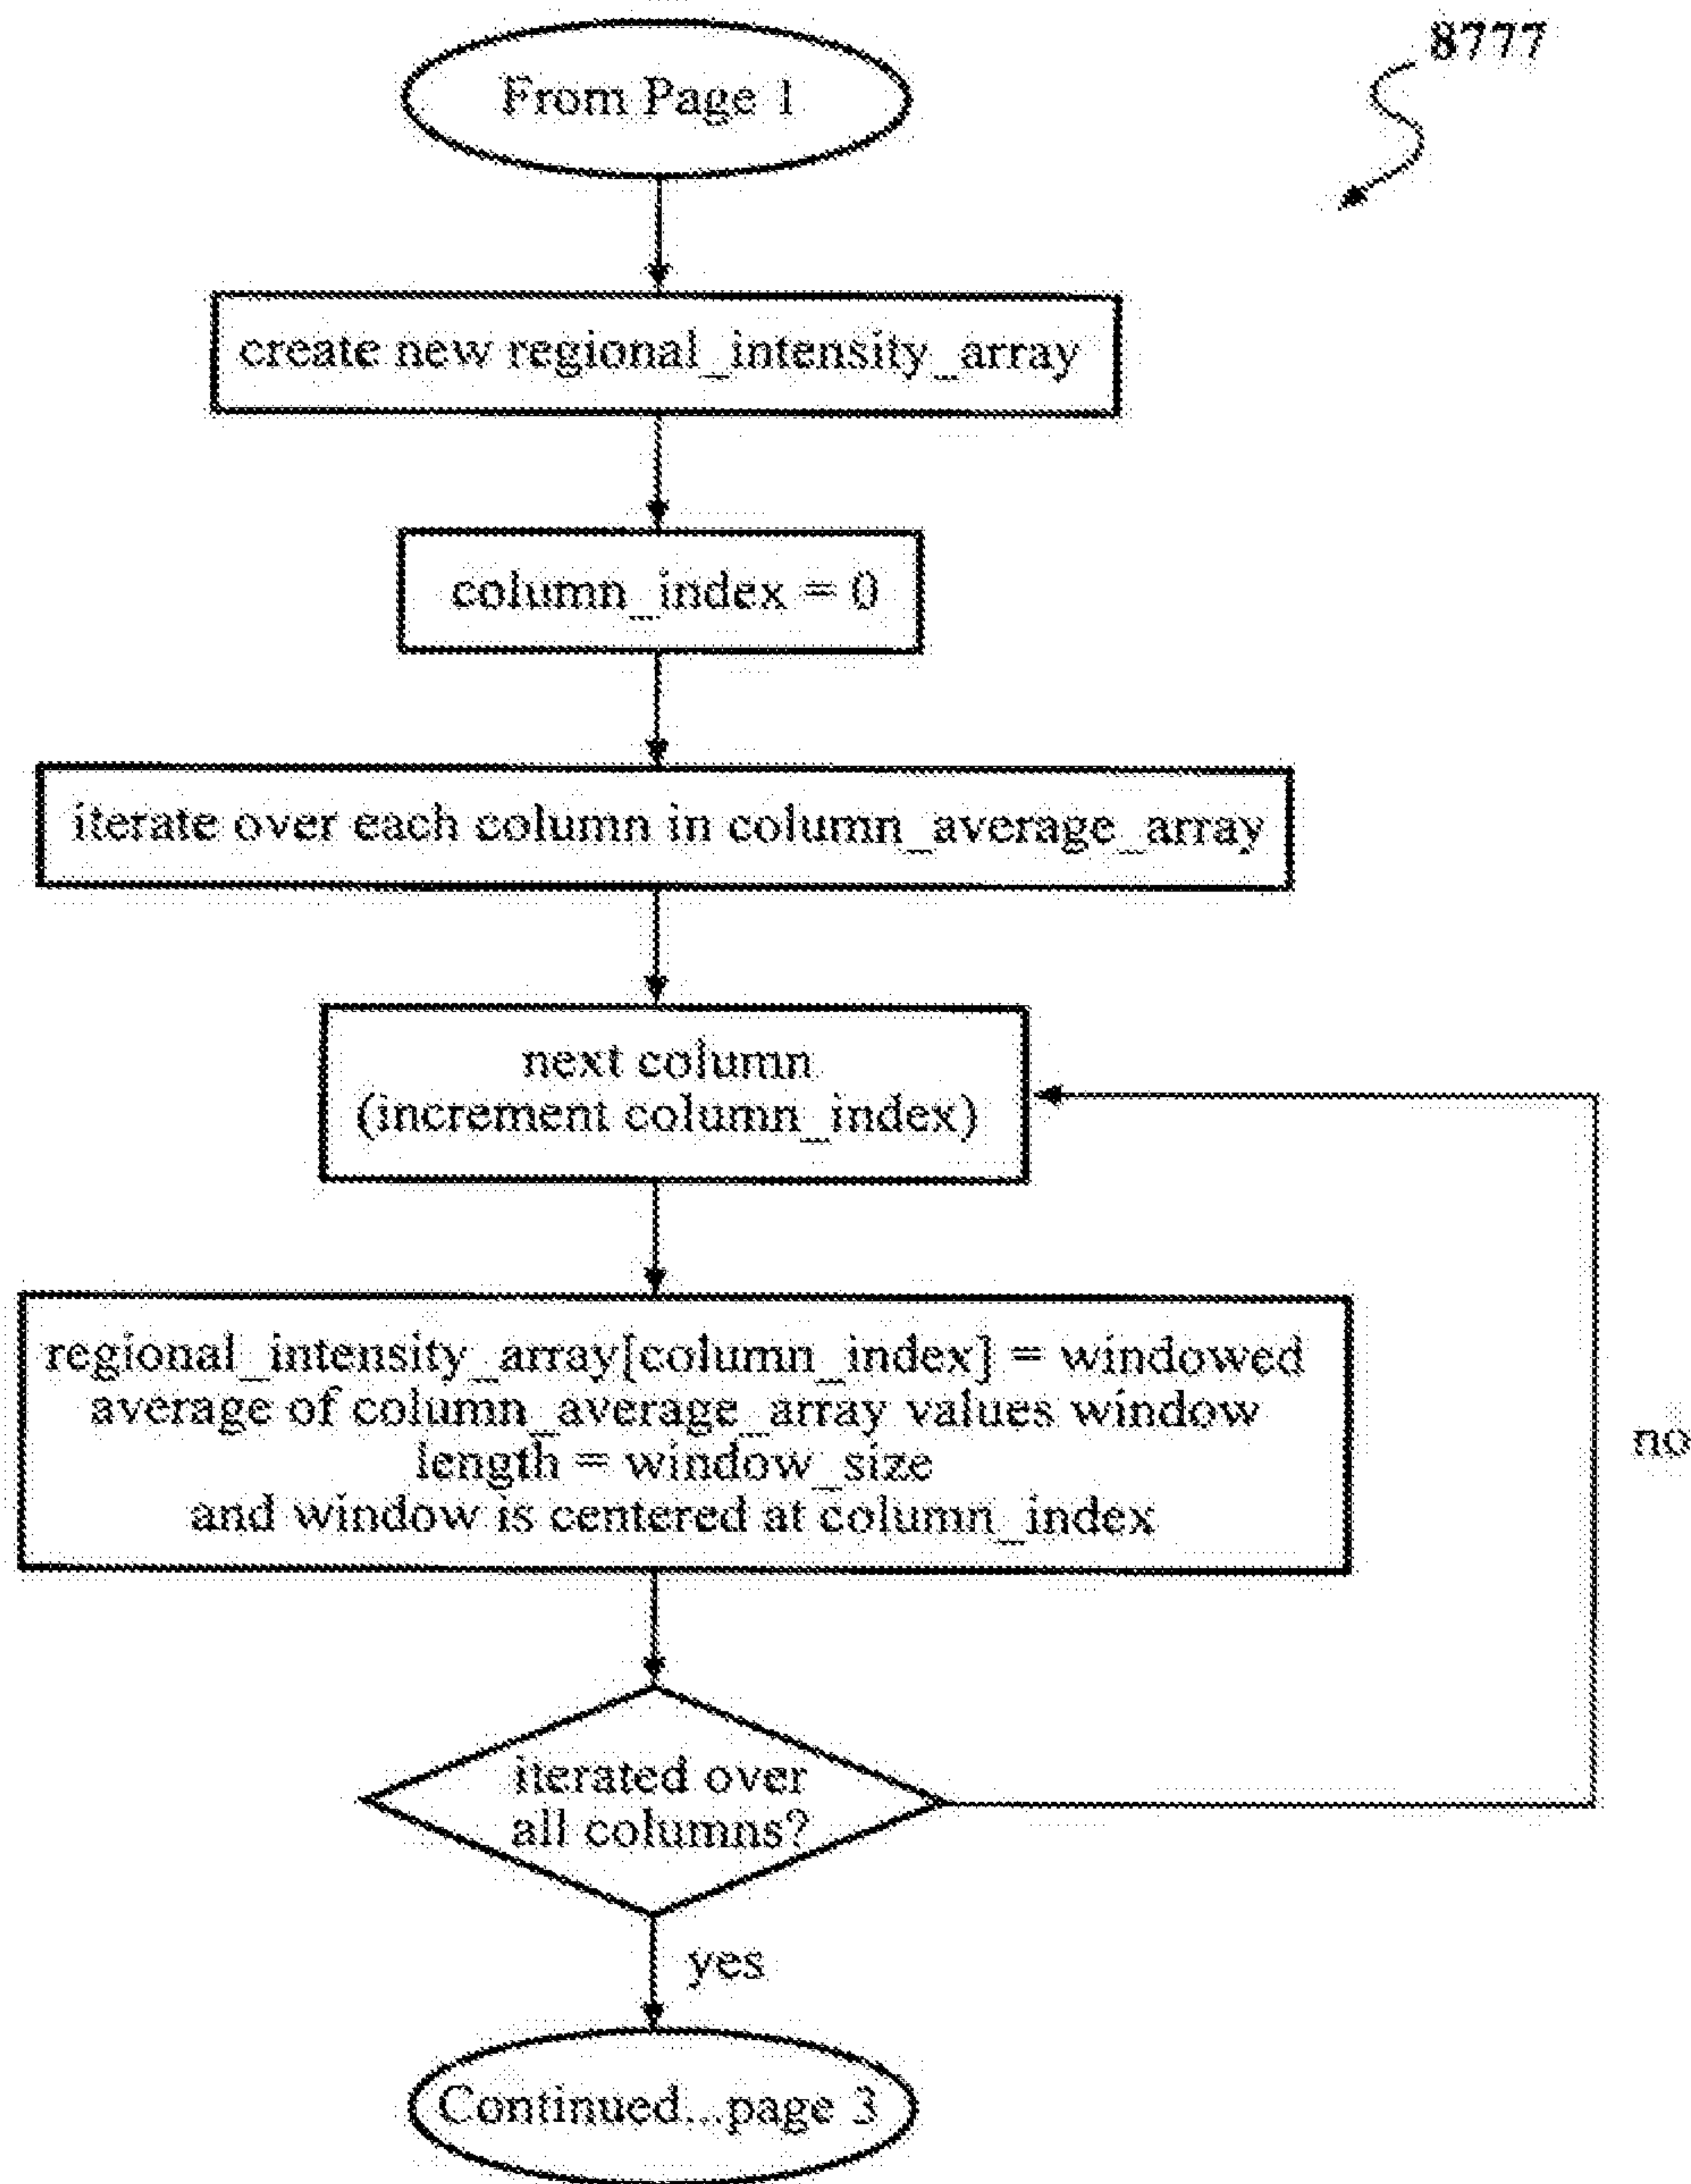 8777
From Page 1
create new regional_intensity_array
column_index = 0
iterate over each column in column_average_array
next column
(increment column_index)
regional_intensity_array[column_index] = windowed
average of column_average_array values window
length = window_size
and window is centered at column_index
no
iterated over
all columns?
yes
Continued...page 3